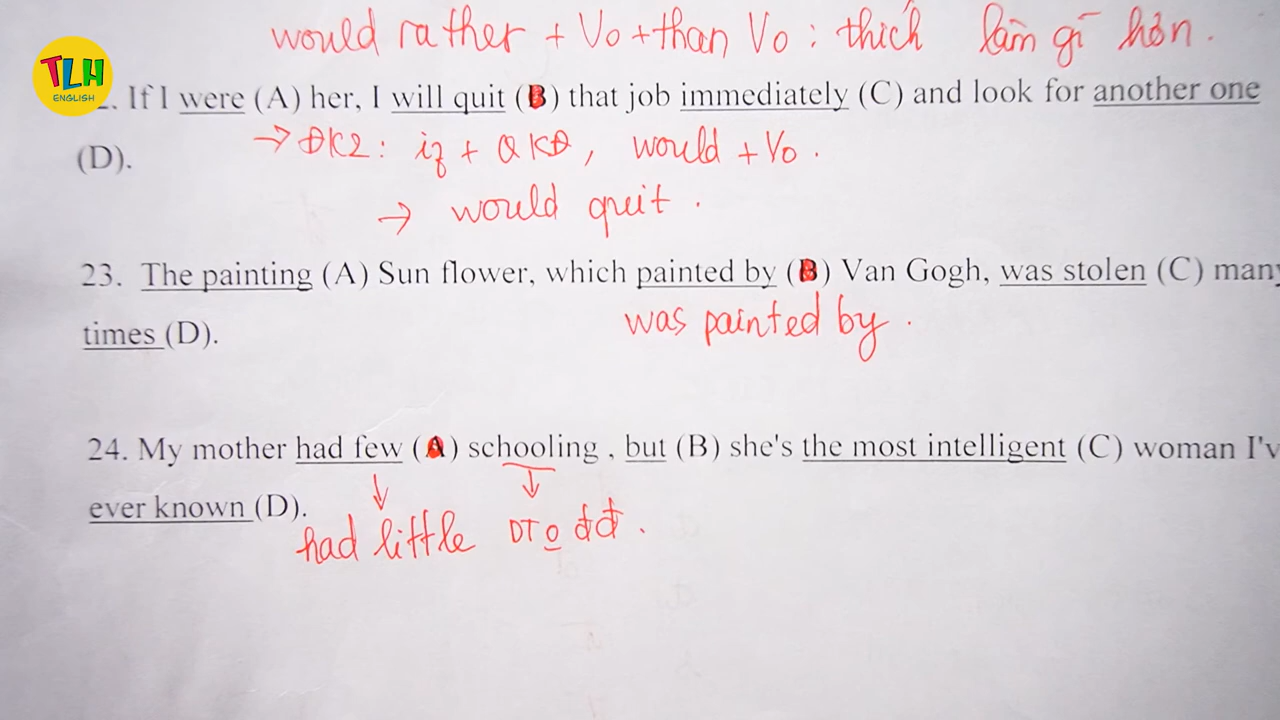 would rather + Vo + than Vo : thích làm gì hơn.
TLH
ENGLISH
2. If I were (A) her, I will quit (B) that job immediately (C) and look for another one
(D).
→ ĐK2: if + QKĐ, would + Vo.
→ would quit.
23. The painting (A) Sun flower, which painted by (B) Van Gogh, was stolen (C) many
times (D).
was painted by.
24. My mother had few (A) schooling , but (B) she's the most intelligent (C) woman I'v
ever known (D).
↓ ↓
had little DT o đđ.